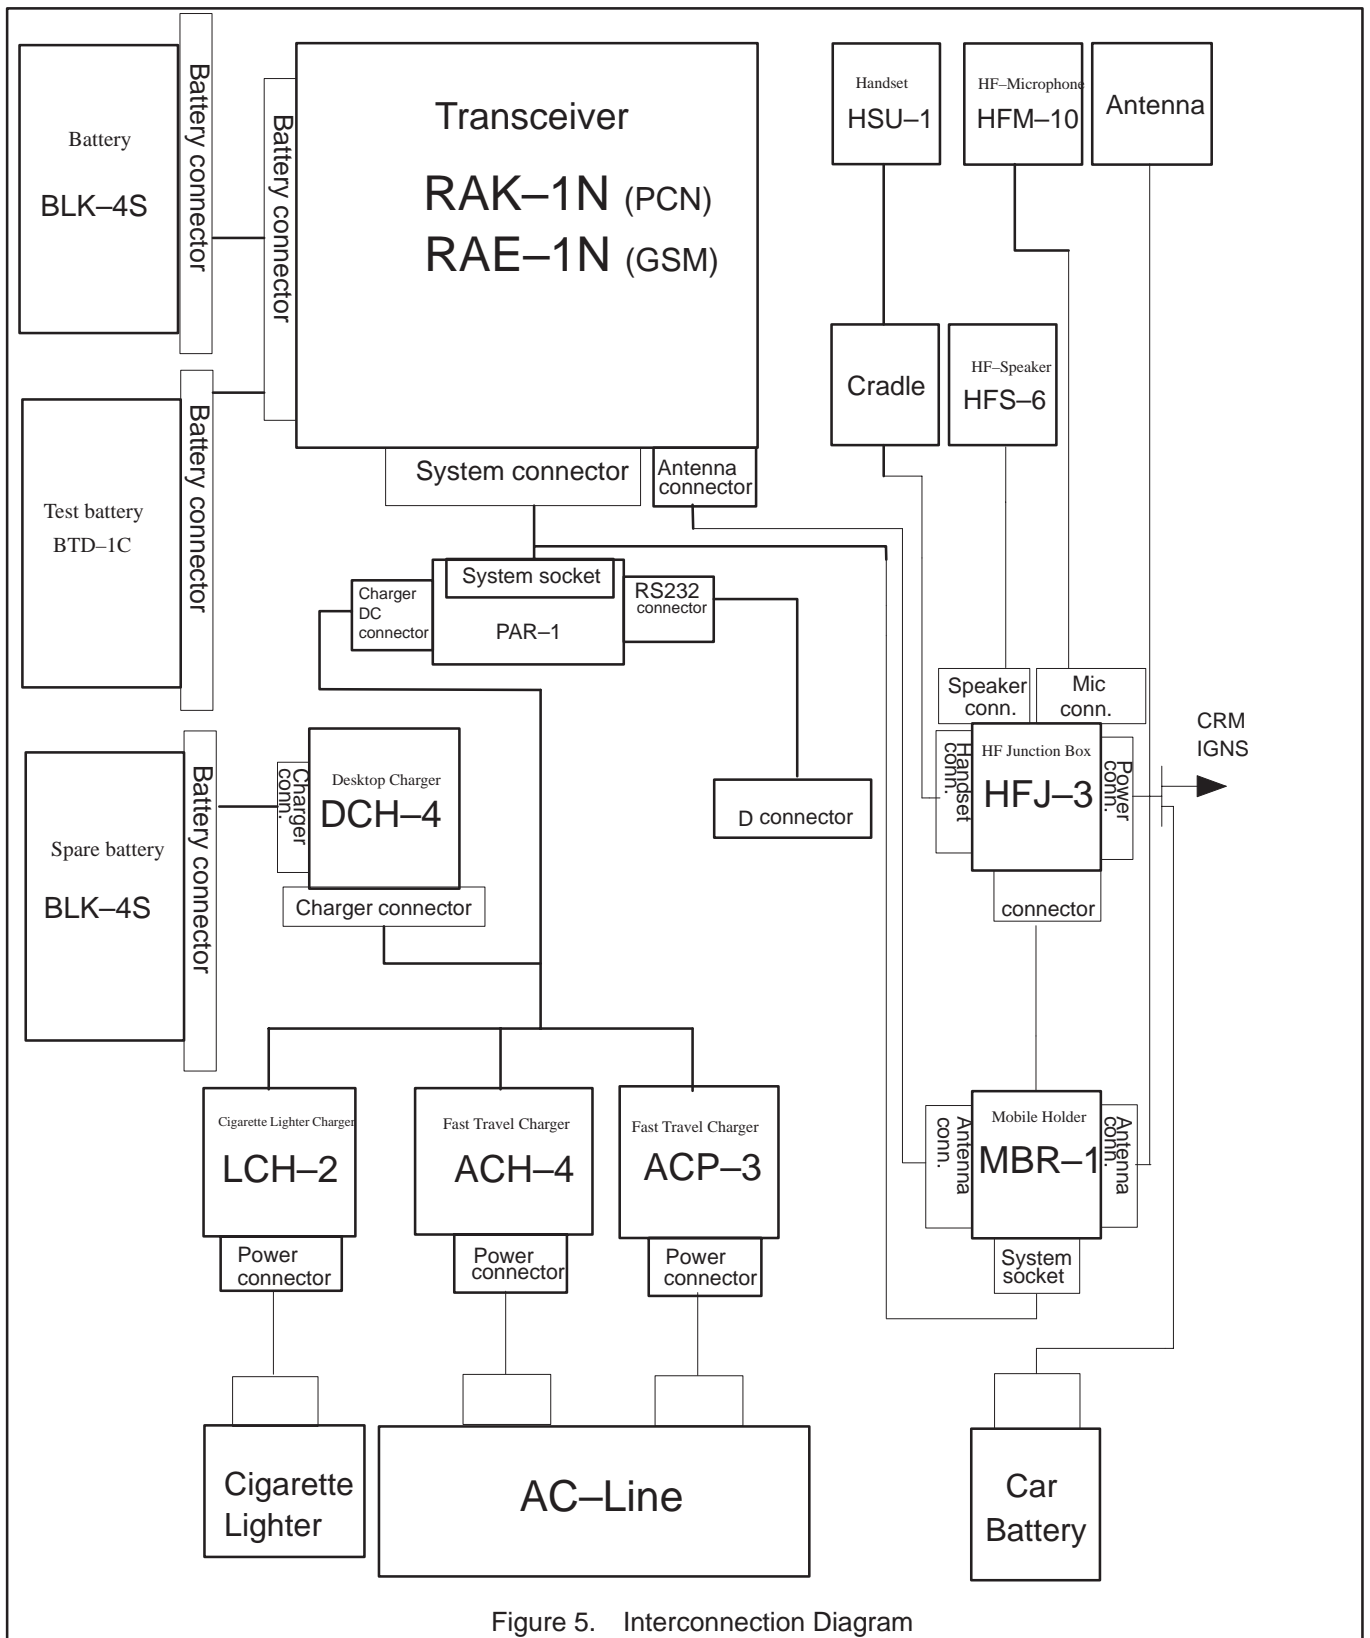 Battery
BLK–4S
Battery connector
Battery connector
Transceiver
RAK–1N (PCN)
RAE–1N (GSM)
Handset
HSU–1
HF–Microphone
HFM–10
Antenna
Cradle
HF–Speaker
HFS–6
Test battery
BTD–1C
Battery connector
System connector
Antenna
connector
System socket
PAR–1
Charger
DC
connector
RS232
connector
Speaker
conn.
Mic
conn.
CRM
IGNS
Handset
conn.
HF Junction Box
HFJ–3
Power
conn.
connector
D connector
Spare battery
BLK–4S
Battery connector
Charger
conn.
Desktop Charger
DCH–4
Charger connector
Cigarette Lighter Charger
LCH–2
Power
connector
Fast Travel Charger
ACH–4
Power
connector
Fast Travel Charger
ACP–3
Power
connector
Antenna
conn.
Mobile Holder
MBR–1
Antenna
conn.
System
socket
Cigarette
Lighter
AC–Line
Car
Battery
Figure 5. Interconnection Diagram